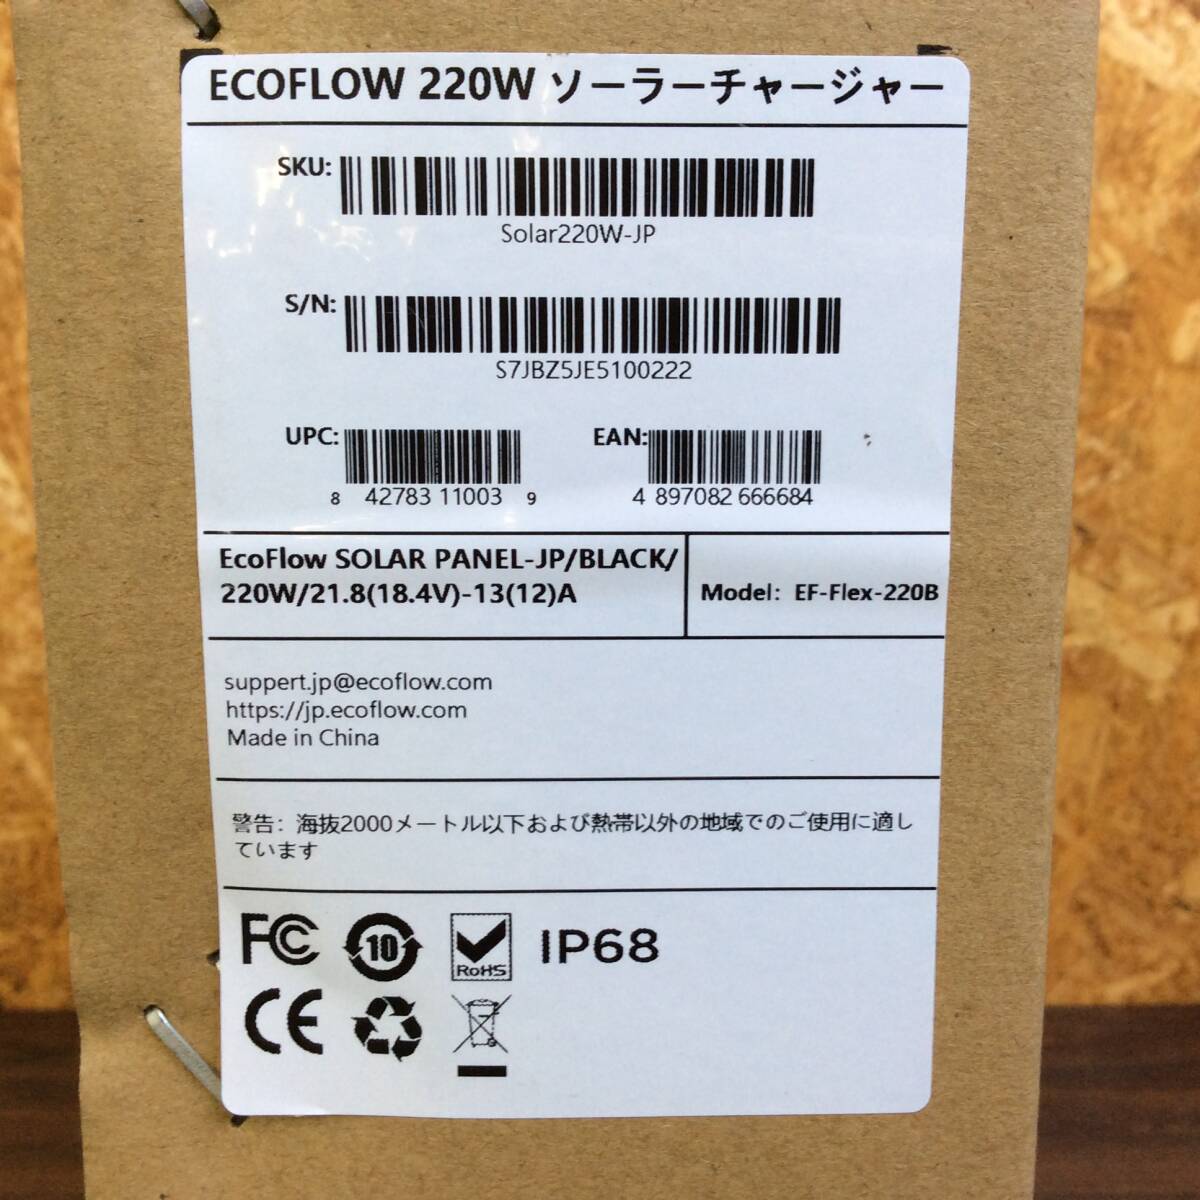 ECOFLOW 220W ソーラーチャージャー
SKU:
Solar220W-JP
S/N:
S7JBZ5JE5100222
UPC:
8 42783 11003 9
EAN:
4 897082 666684
EcoFlow SOLAR PANEL-JP/BLACK/
220W/21.8(18.4V)-13(12)A
Model: EF-Flex-220B
suppert.jp@ecoflow.com
https://jp.ecoflow.com
Made in China
警告: 海抜2000メートル以下および熱帯以外の地域でのご使用に適し
ています
FC 10 RoHS IP68
CE